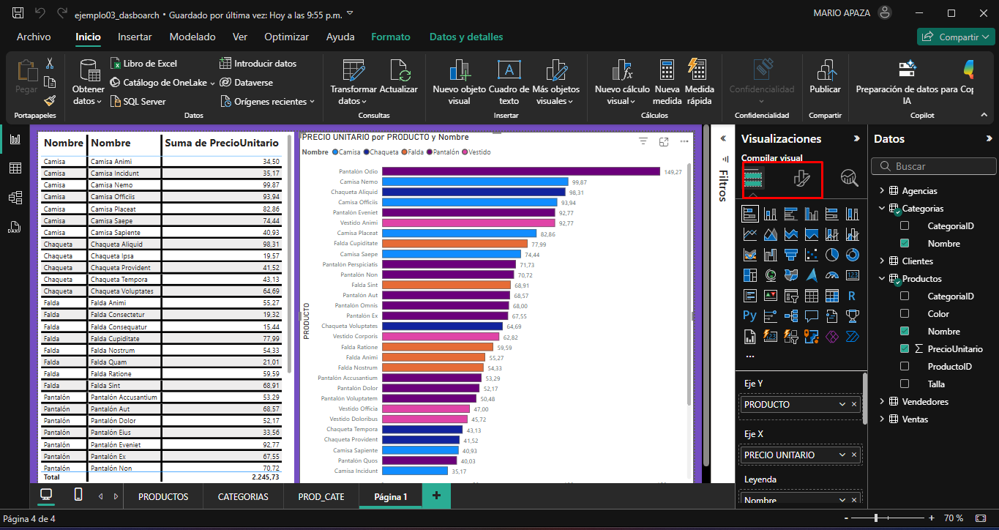 ejemplo03_dasboarch • Guardado por última vez: Hoy a las 9:55 p.m.
MARIO APAZA
Archivo Inicio Insertar Modelado Ver Optimizar Ayuda Formato Datos y detalles
Compartir
Pegar
Portapapeles
Obtener datos
Libro de Excel
Catálogo de OneLake
SQL Server
Introducir datos
Dataverse
Orígenes recientes
Datos
Transformar datos
Actualizar
Consultas
Nuevo objeto visual
Cuadro de texto
Más objetos visuales
Insertar
Nuevo cálculo visual
Nueva medida
Medida rápida
Cálculos
Confidencialidad
Confidencialidad
Publicar
Compartir
Preparación de datos para IA
Cop
Copilot
Nombre Nombre Suma de PrecioUnitario
Camisa Camisa Animi 34,50
Camisa Camisa Incidunt 35,17
Camisa Camisa Nemo 99,87
Camisa Camisa Officiis 93,94
Camisa Camisa Placeat 82,86
Camisa Camisa Saepe 74,44
Camisa Camisa Sapiente 40,93
Chaqueta Chaqueta Aliquid 98,31
Chaqueta Chaqueta Ipsa 19,57
Chaqueta Chaqueta Provident 41,52
Chaqueta Chaqueta Tempora 43,13
Chaqueta Chaqueta Voluptates 64,69
Falda Falda Animi 55,27
Falda Falda Consectetur 19,32
Falda Falda Consequatur 15,44
Falda Falda Cupiditate 77,99
Falda Falda Nostrum 54,33
Falda Falda Quam 21,01
Falda Falda Ratione 59,59
Falda Falda Sint 68,91
Pantalón Pantalón Accusantium 53,29
Pantalón Pantalón Aut 68,57
Pantalón Pantalón Dolor 52,17
Pantalón Pantalón Eius 33,56
Pantalón Pantalón Eveniet 92,77
Pantalón Pantalón Ex 67,55
Pantalón Pantalón Non 70,72
Total 2.245,73
PRECIO UNITARIO por PRODUCTO y Nombre
Nombre Camisa Chaqueta Falda Pantalón Vestido
PRODUCTO
Pantalón Odio 149,27
Camisa Nemo 99,87
Chaqueta Aliquid 98,31
Camisa Officiis 93,94
Pantalón Eveniet 92,77
Vestido Animi 92,77
Camisa Placeat 82,86
Falda Cupiditate 77,99
Camisa Saepe 74,44
Pantalón Perspiciatis 71,73
Pantalón Non 70,72
Falda Sint 68,91
Pantalón Aut 68,57
Pantalón Omnis 68,00
Pantalón Ex 67,55
Chaqueta Voluptates 64,69
Vestido Corporis 62,82
Falda Ratione 59,59
Falda Animi 55,27
Falda Nostrum 54,33
Pantalón Accusantium 53,29
Pantalón Dolor 52,17
Pantalón Voluptatem 50,48
Vestido Officia 47,00
Vestido Doloribus 45,72
Chaqueta Tempora 43,13
Chaqueta Provident 41,52
Camisa Sapiente 40,93
Pantalón Quos 40,03
Camisa Incidunt 35,17
Filtros
Visualizaciones
Compilar visual
R
Py
Eje Y
PRODUCTO
Eje X
PRECIO UNITARIO
Leyenda
Nombre
Datos
Buscar
Agencias
Categorias
CategoriaID
Nombre
Clientes
Productos
CategoriaID
Color
Nombre
PrecioUnitario
ProductoID
Talla
Vendedores
Ventas
PRODUCTOS CATEGORIAS PROD_CATE Página 1
Página 4 de 4
- + 70 %